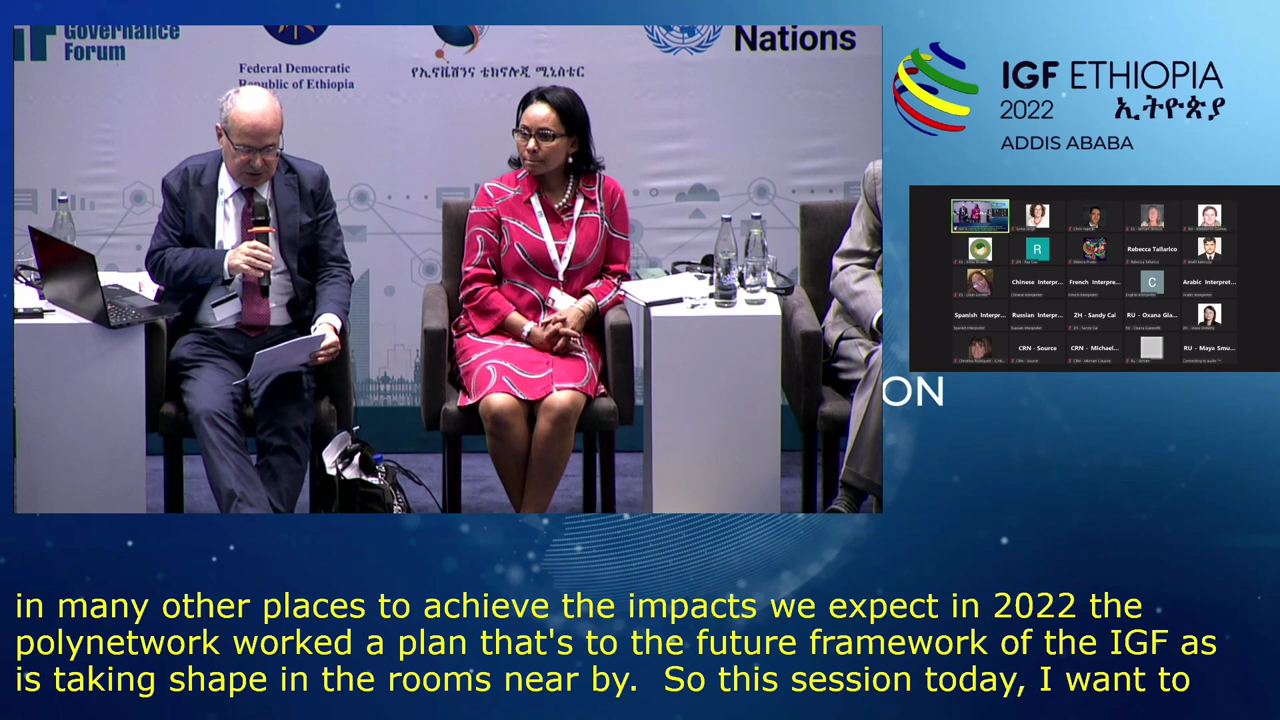 Governance
Forum
Federal Democratic
Republic of Ethiopia
የኢኖቬሽንና ቴክኖሎጂ ሚኒስቴር
Nations
IGF ETHIOPIA
2022 ኢትዮጵያ
ADDIS ABABA
R
Rebecca Tallarico
Rebecca Tallarico
Chinese Interpr...
French Interpre...
C
Arabic Interpret...
Spanish Interpr...
Russian Interpr...
ZH - Sandy Cai
RU - Oxana Gia...
CRN - Source
CRN - Michael...
RU - Maya Smu...
ON
in many other places to achieve the impacts we expect in 2022 the
polynetwork worked a plan that's to the future framework of the IGF as
is taking shape in the rooms near by. So this session today, I want to